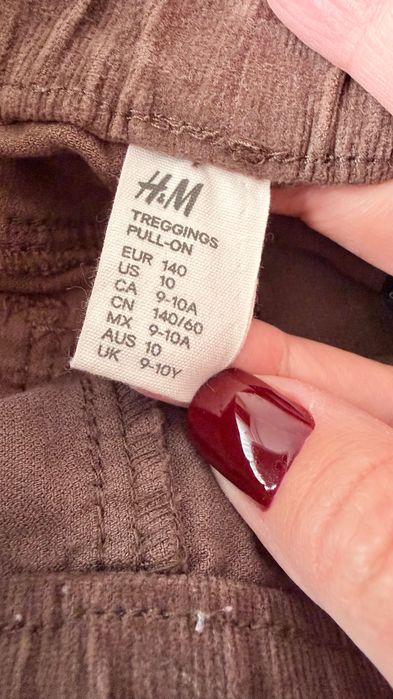 H&M
TREGGINGS
PULL-ON
EUR 140
US 10
CA 9-10A
CN 140/60
MX 9-10A
AUS 10
UK 9-10Y